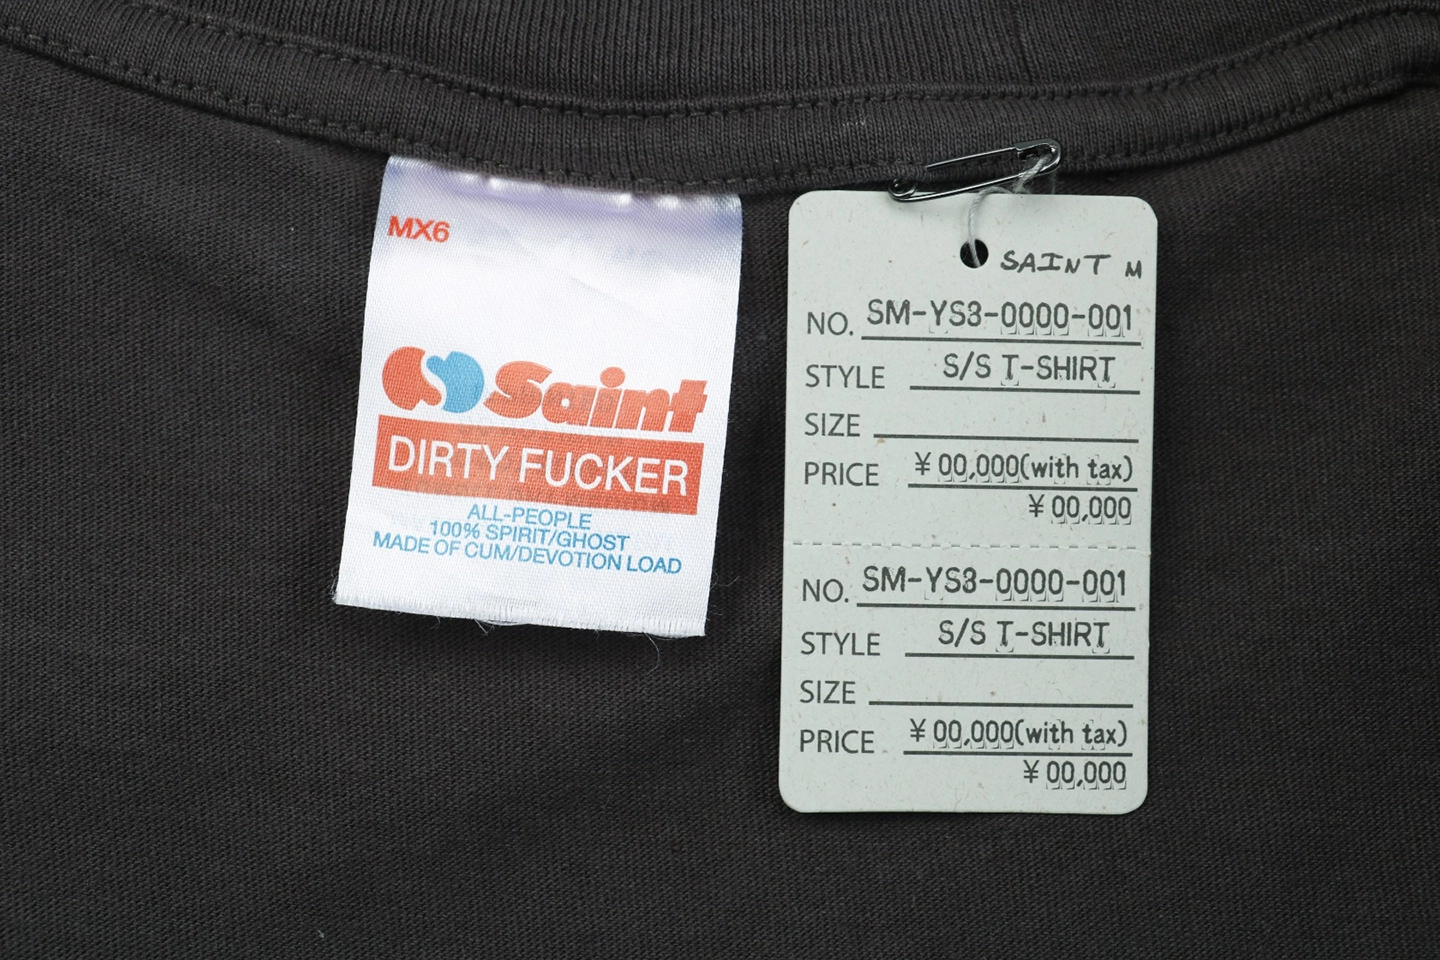 MX6
Saint
DIRTY FUCKER
ALL-PEOPLE
100% SPIRIT/GHOST
MADE OF CUM/DEVOTION LOAD
SAINT M
NO. SM-YS3-0000-001
STYLE S/S T-SHIRT
SIZE
PRICE ¥00,000(with tax)
¥00,000
NO. SM-YS3-0000-001
STYLE S/S T-SHIRT
SIZE
PRICE ¥00,000(with tax)
¥00,000